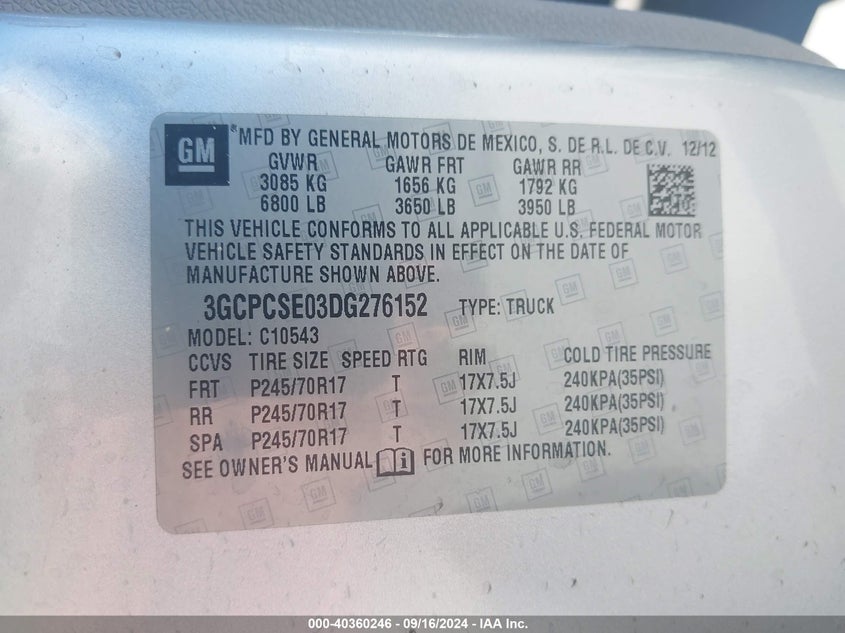 GM
MFD BY GENERAL MOTORS DE MEXICO, S. DE R.L. DE C.V. 12/12
GVWR GAWR FRT GAWR RR
3085 KG 1656 KG 1792 KG
6800 LB 3650 LB 3950 LB
THIS VEHICLE CONFORMS TO ALL APPLICABLE U.S. FEDERAL MOTOR
VEHICLE SAFETY STANDARDS IN EFFECT ON THE DATE OF
MANUFACTURE SHOWN ABOVE.
3GCPCSE03DG276152 TYPE: TRUCK
MODEL: C10543
CCVS TIRE SIZE SPEED RTG RIM COLD TIRE PRESSURE
FRT P245/70R17 T 17X7.5J 240KPA(35PSI)
RR P245/70R17 T 17X7.5J 240KPA(35PSI)
SPA P245/70R17 T 17X7.5J 240KPA(35PSI)
SEE OWNER'S MANUAL FOR MORE INFORMATION.
000-40360246 - 09/16/2024 - IAA Inc.